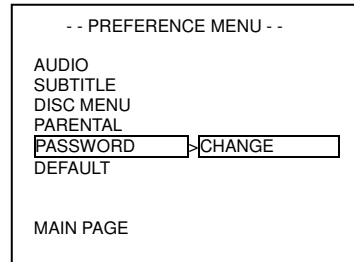 - - PREFERENCE MENU - -
AUDIO
SUBTITLE
DISC MENU
PARENTAL
PASSWORD >CHANGE
DEFAULT
MAIN PAGE